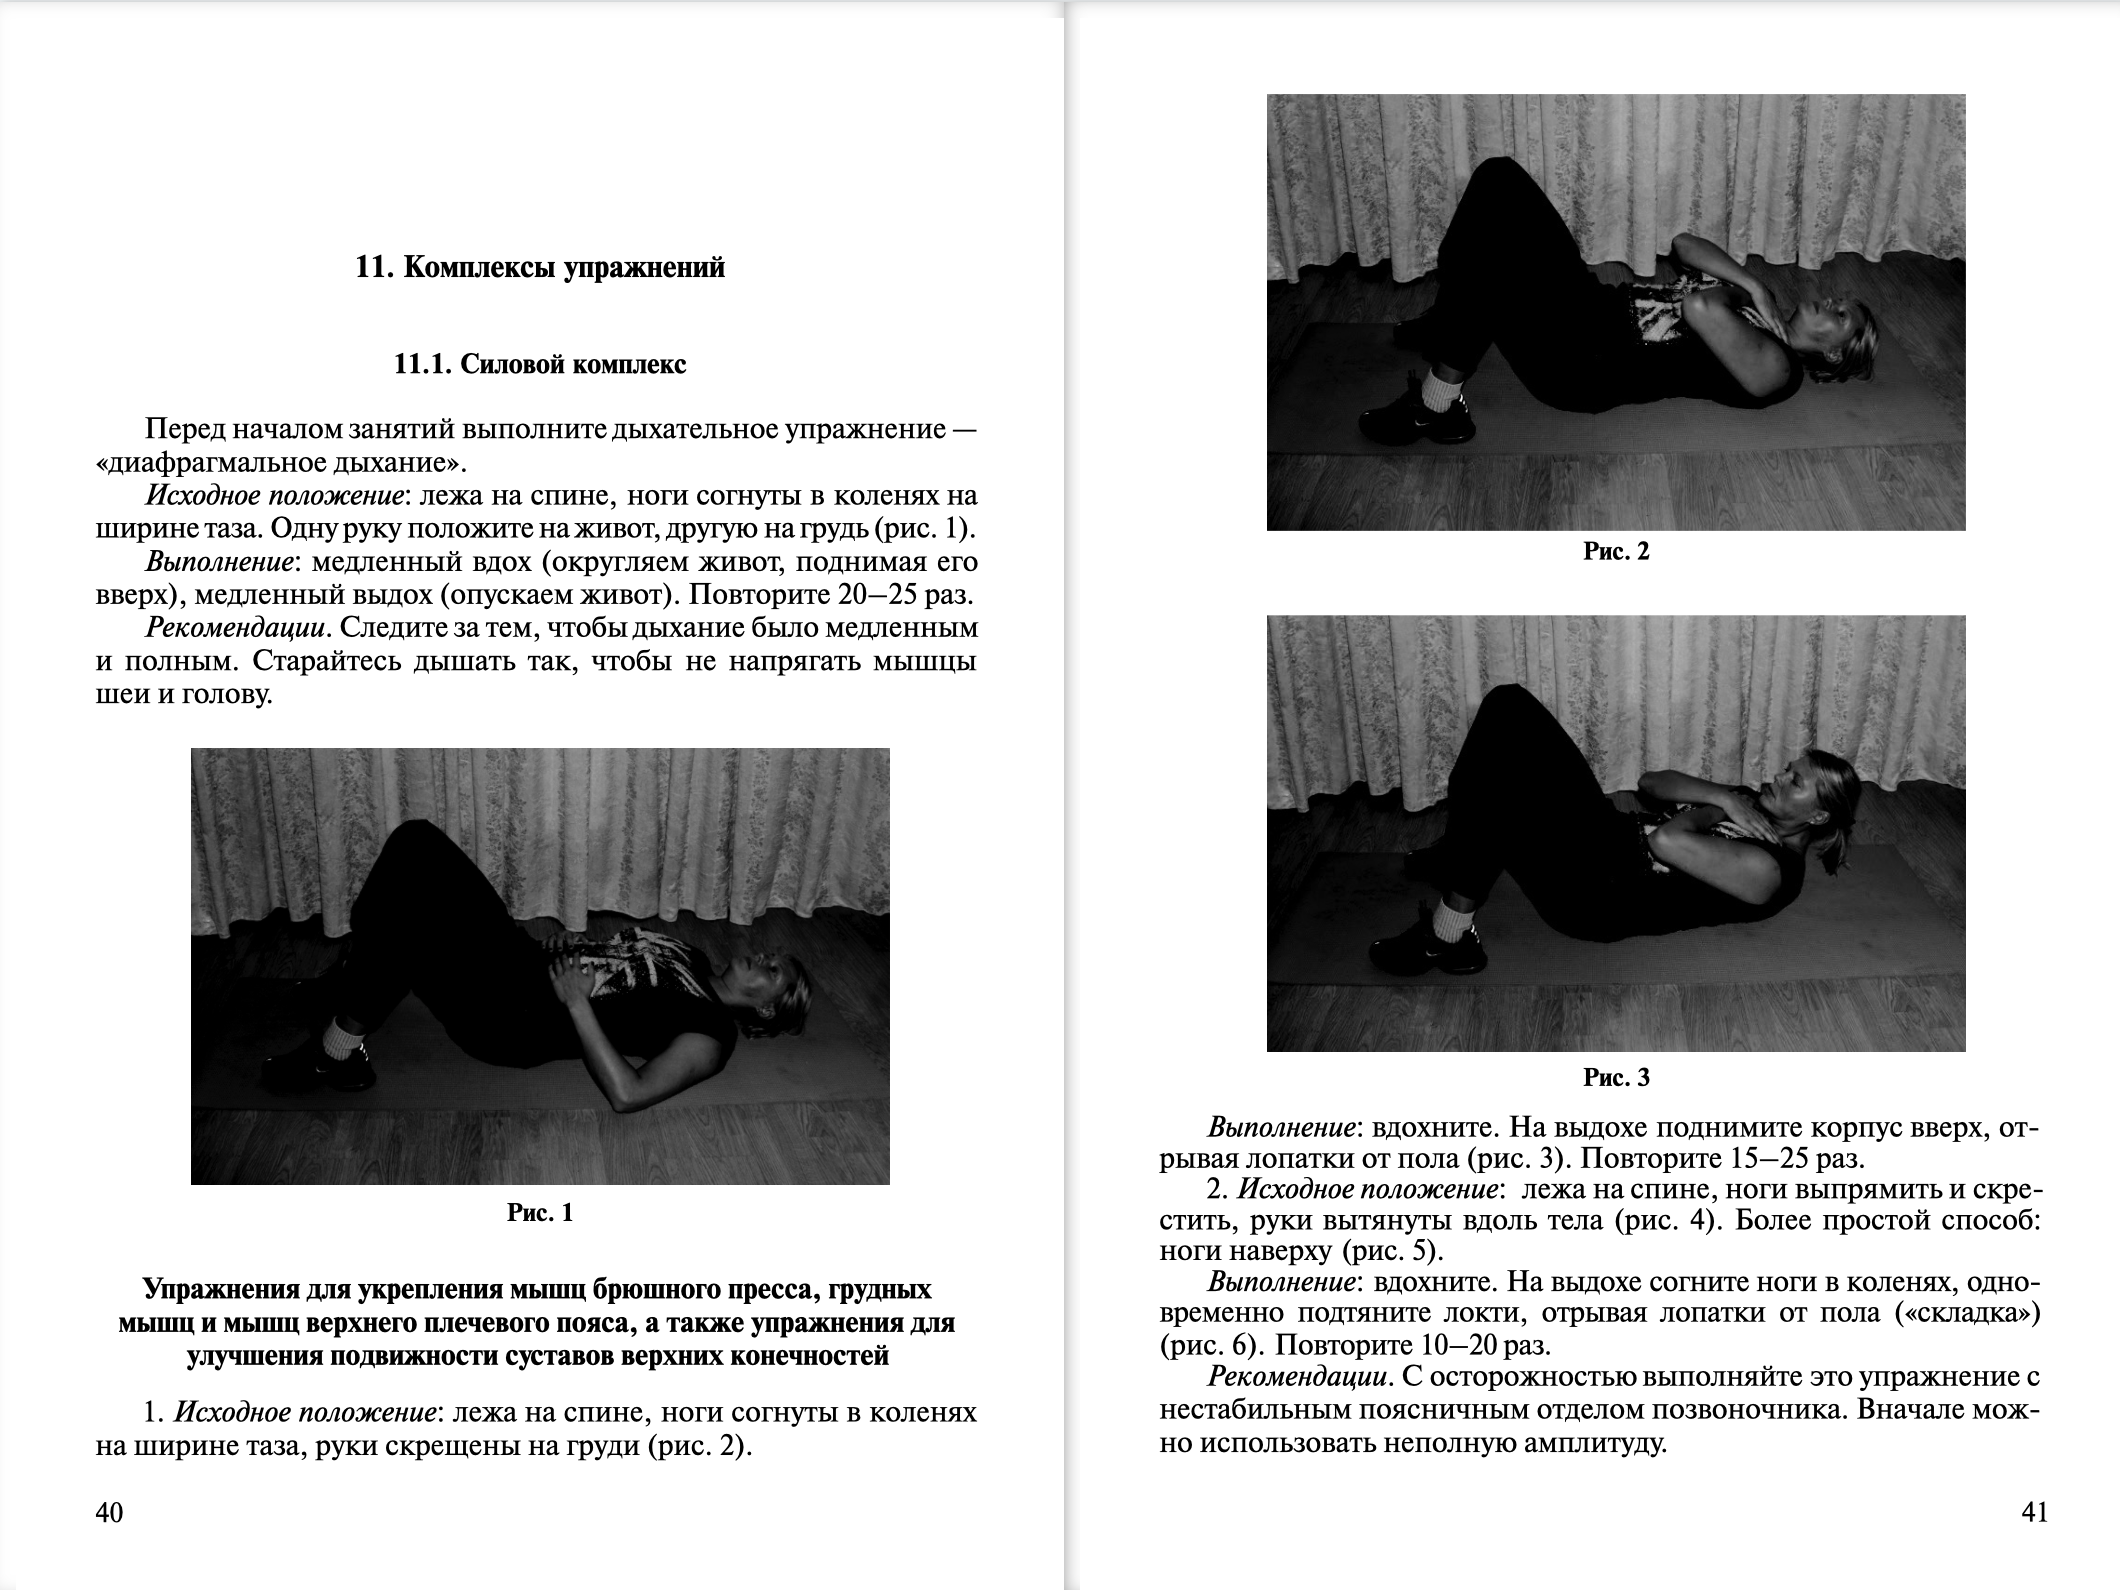 11. Комплексы упражнений
11.1. Силовой комплекс
Перед началом занятий выполните дыхательное упражнение —
«диафрагмальное дыхание».
Исходное положение: лежа на спине, ноги согнуты в коленях на
ширине таза. Одну руку положите на живот, другую на грудь (рис. 1).
Выполнение: медленный вдох (округляем живот, поднимая его
вверх), медленный выдох (опускаем живот). Повторите 20–25 раз.
Рекомендации. Следите за тем, чтобы дыхание было медленным
и полным. Старайтесь дышать так, чтобы не напрягать мышцы
шеи и голову.
Рис. 1
Упражнения для укрепления мышц брюшного пресса, грудных
мышц и мышц верхнего плечевого пояса, а также упражнения для
улучшения подвижности суставов верхних конечностей
1. Исходное положение: лежа на спине, ноги согнуты в коленях
на ширине таза, руки скрещены на груди (рис. 2).
40
Рис. 2
Рис. 3
Выполнение: вдохните. На выдохе поднимите корпус вверх, от-
рывая лопатки от пола (рис. 3). Повторите 15–25 раз.
2. Исходное положение: лежа на спине, ноги выпрямить и скре-
стить, руки вытянуты вдоль тела (рис. 4). Более простой способ:
ноги наверху (рис. 5).
Выполнение: вдохните. На выдохе согните ноги в коленях, одно-
временно подтяните локти, отрывая лопатки от пола («складка»)
(рис. 6). Повторите 10–20 раз.
Рекомендации. С осторожностью выполняйте это упражнение с
нестабильным поясничным отделом позвоночника. Вначале мож-
но использовать неполную амплитуду.
41